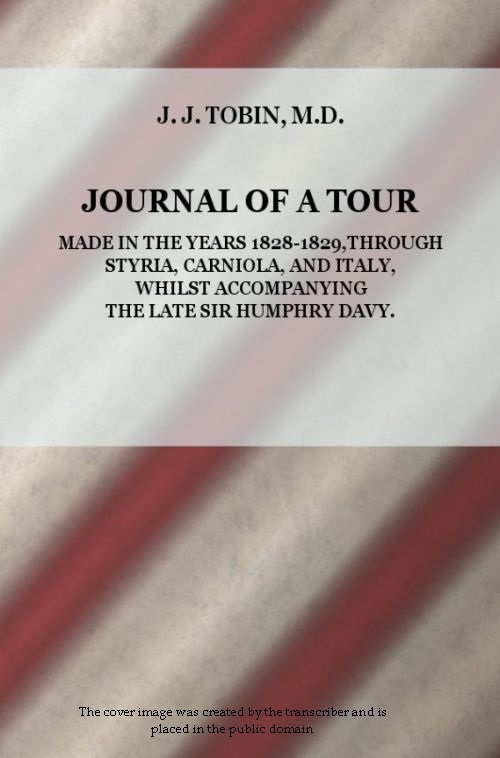 J. J. TOBIN, M.D.
JOURNAL OF A TOUR
MADE IN THE YEARS 1828-1829,THROUGH
STYRIA, CARNIOLA, AND ITALY,
WHILST ACCOMPANYING
THE LATE SIR HUMPHRY DAVY.
The cover image was created by the transcriber and is
placed in the public domain